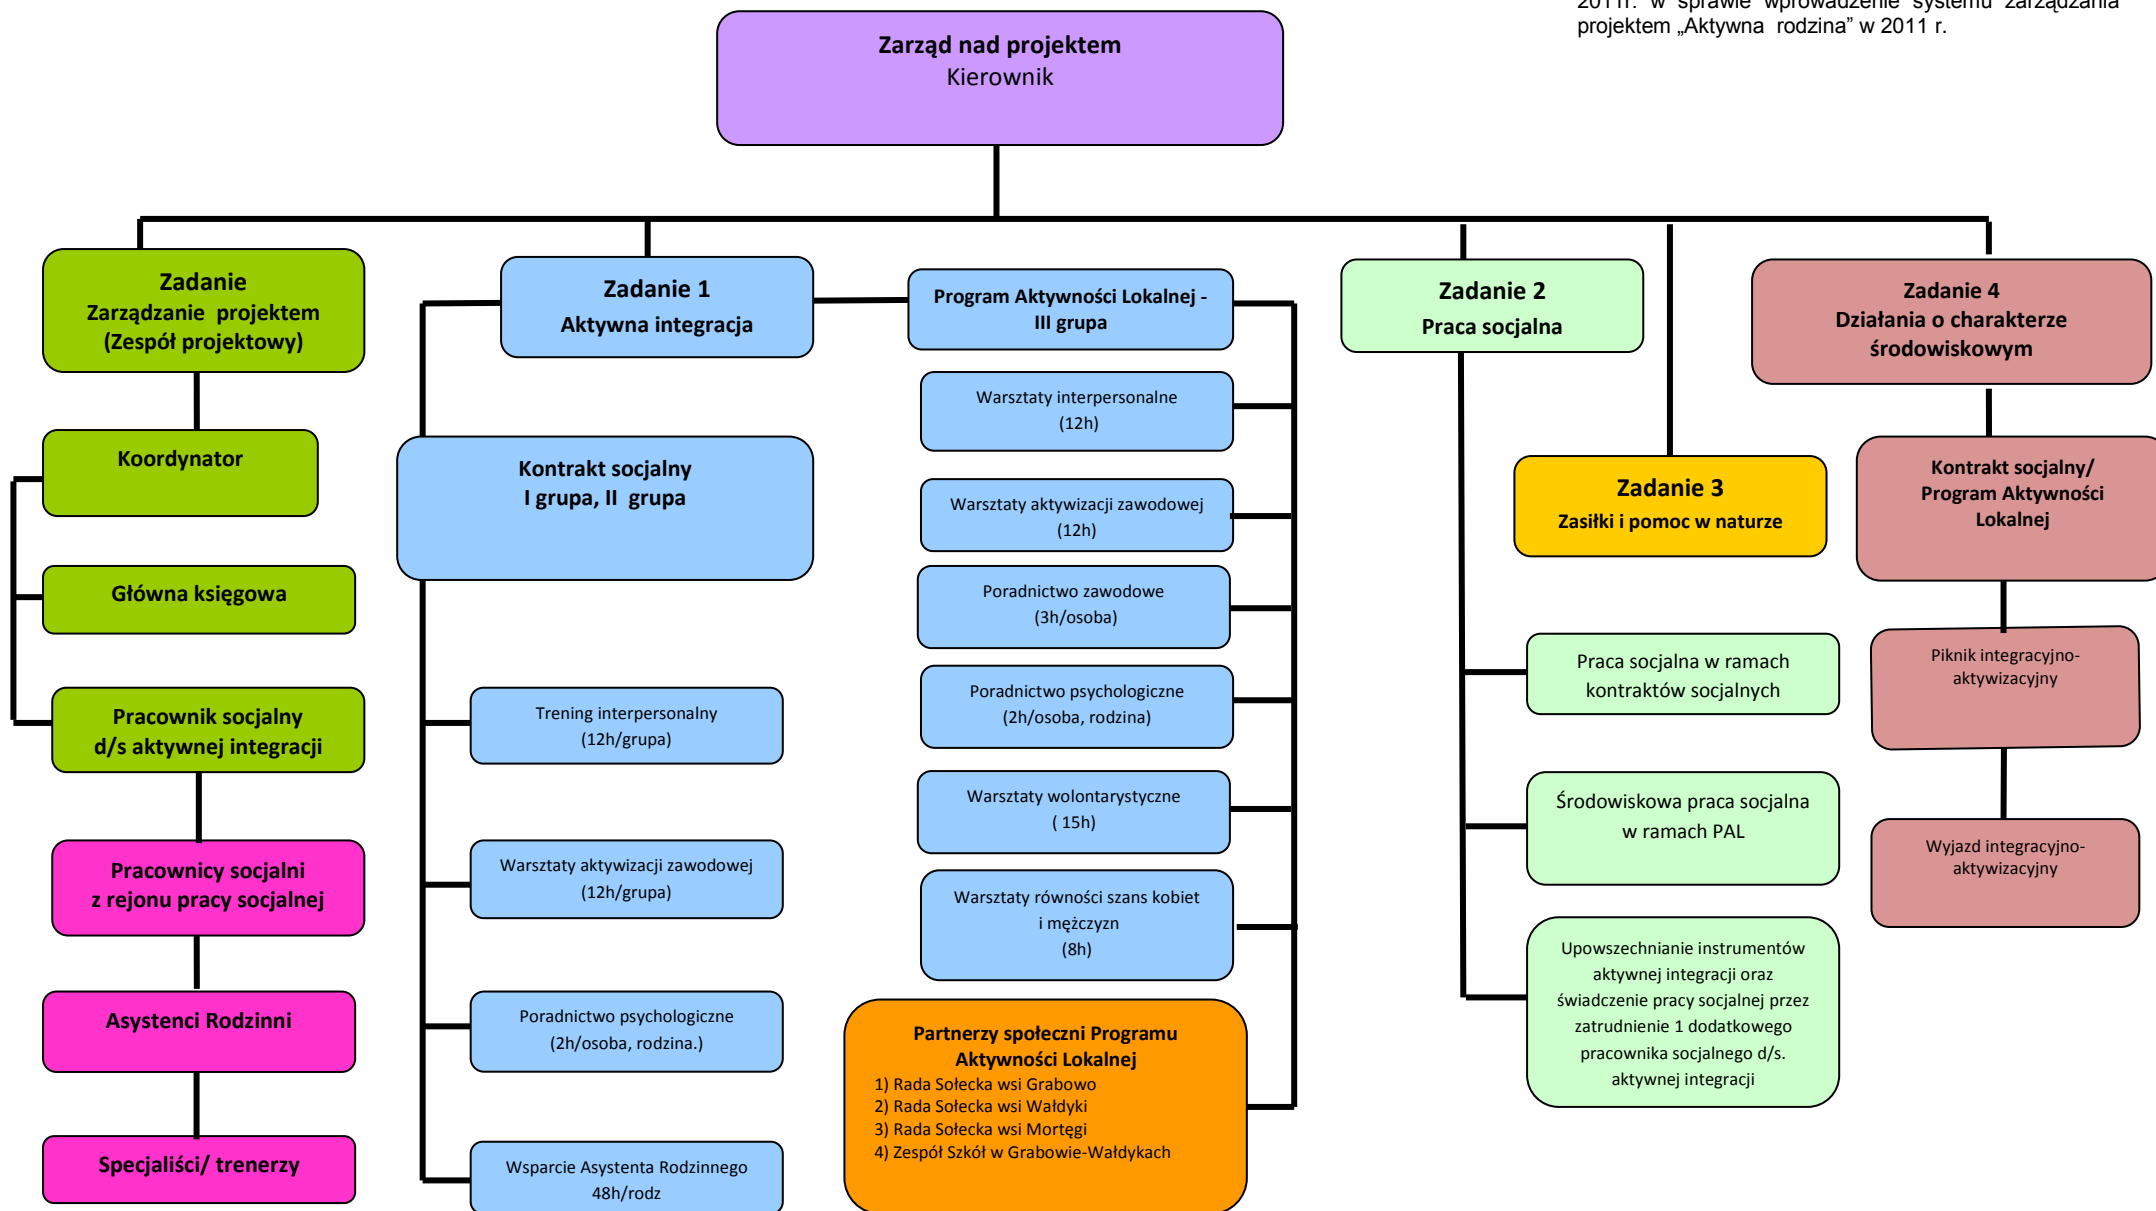 2011r. w sprawie wprowadzenie systemu zarządzania
projektem „Aktywna rodzina” w 2011 r.
Zarząd nad projektem
Kierownik
Zadanie
Zarządzanie projektem
(Zespół projektowy)
Koordynator
Główna księgowa
Pracownik socjalny
d/s aktywnej integracji
Pracownicy socjalni
z rejonu pracy socjalnej
Asystenci Rodzinni
Specjaliści/ trenerzy
Zadanie 1
Aktywna integracja
Kontrakt socjalny
I grupa, II grupa
Trening interpersonalny
(12h/grupa)
Warsztaty aktywizacji zawodowej
(12h/grupa)
Poradnictwo psychologiczne
(2h/osoba, rodzina.)
Wsparcie Asystenta Rodzinnego
48h/rodz
Program Aktywności Lokalnej -
III grupa
Warsztaty interpersonalne
(12h)
Warsztaty aktywizacji zawodowej
(12h)
Poradnictwo zawodowe
(3h/osoba)
Poradnictwo psychologiczne
(2h/osoba, rodzina)
Warsztaty wolontarystyczne
( 15h)
Warsztaty równości szans kobiet
i mężczyzn
(8h)
Partnerzy społeczni Programu
Aktywności Lokalnej
1) Rada Sołecka wsi Grabowo
2) Rada Sołecka wsi Wałdyki
3) Rada Sołecka wsi Mortęgi
4) Zespół Szkół w Grabowie-Wałdykach
Zadanie 2
Praca socjalna
Praca socjalna w ramach
kontraktów socjalnych
Środowiskowa praca socjalna
w ramach PAL
Upowszechnianie instrumentów
aktywnej integracji oraz
świadczenie pracy socjalnej przez
zatrudnienie 1 dodatkowego
pracownika socjalnego d/s.
aktywnej integracji
Zadanie 3
Zasiłki i pomoc w naturze
Zadanie 4
Działania o charakterze
środowiskowym
Kontrakt socjalny/
Program Aktywności
Lokalnej
Piknik integracyjno-
aktywizacyjny
Wyjazd integracyjno-
aktywizacyjny